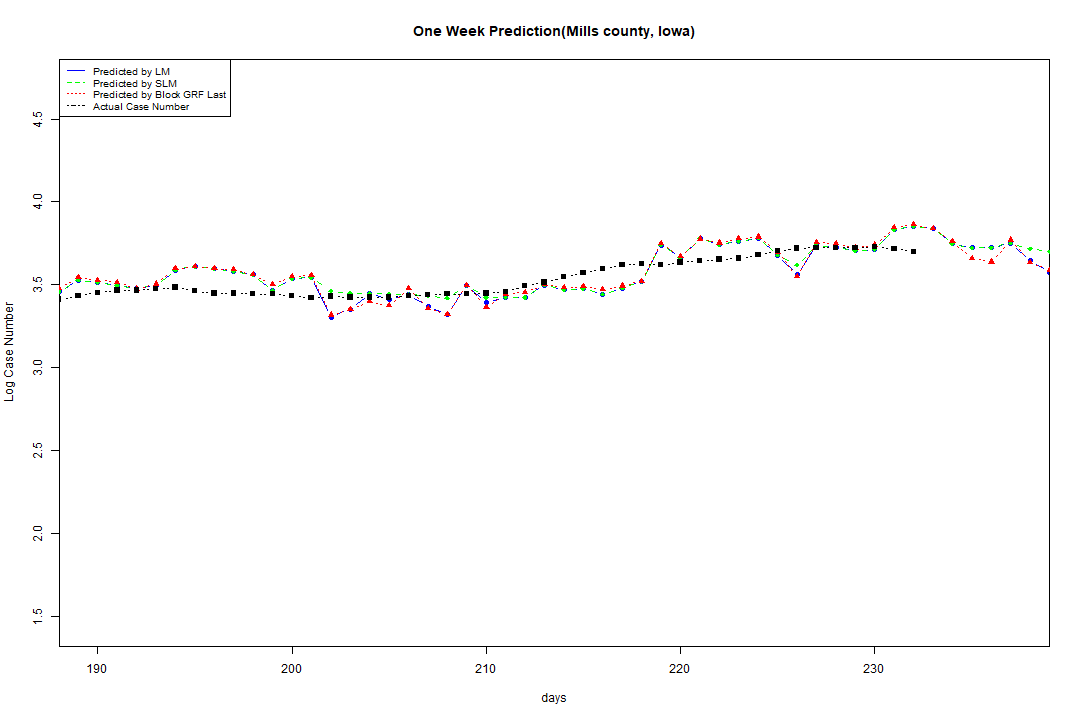 One Week Prediction(Mills county, Iowa)
Predicted by LM
Predicted by SLM
Predicted by Block GRF Last
Actual Case Number
4.5
4.0
3.5
3.0
2.5
2.0
1.5
Log Case Number
190
200
210
220
230
days